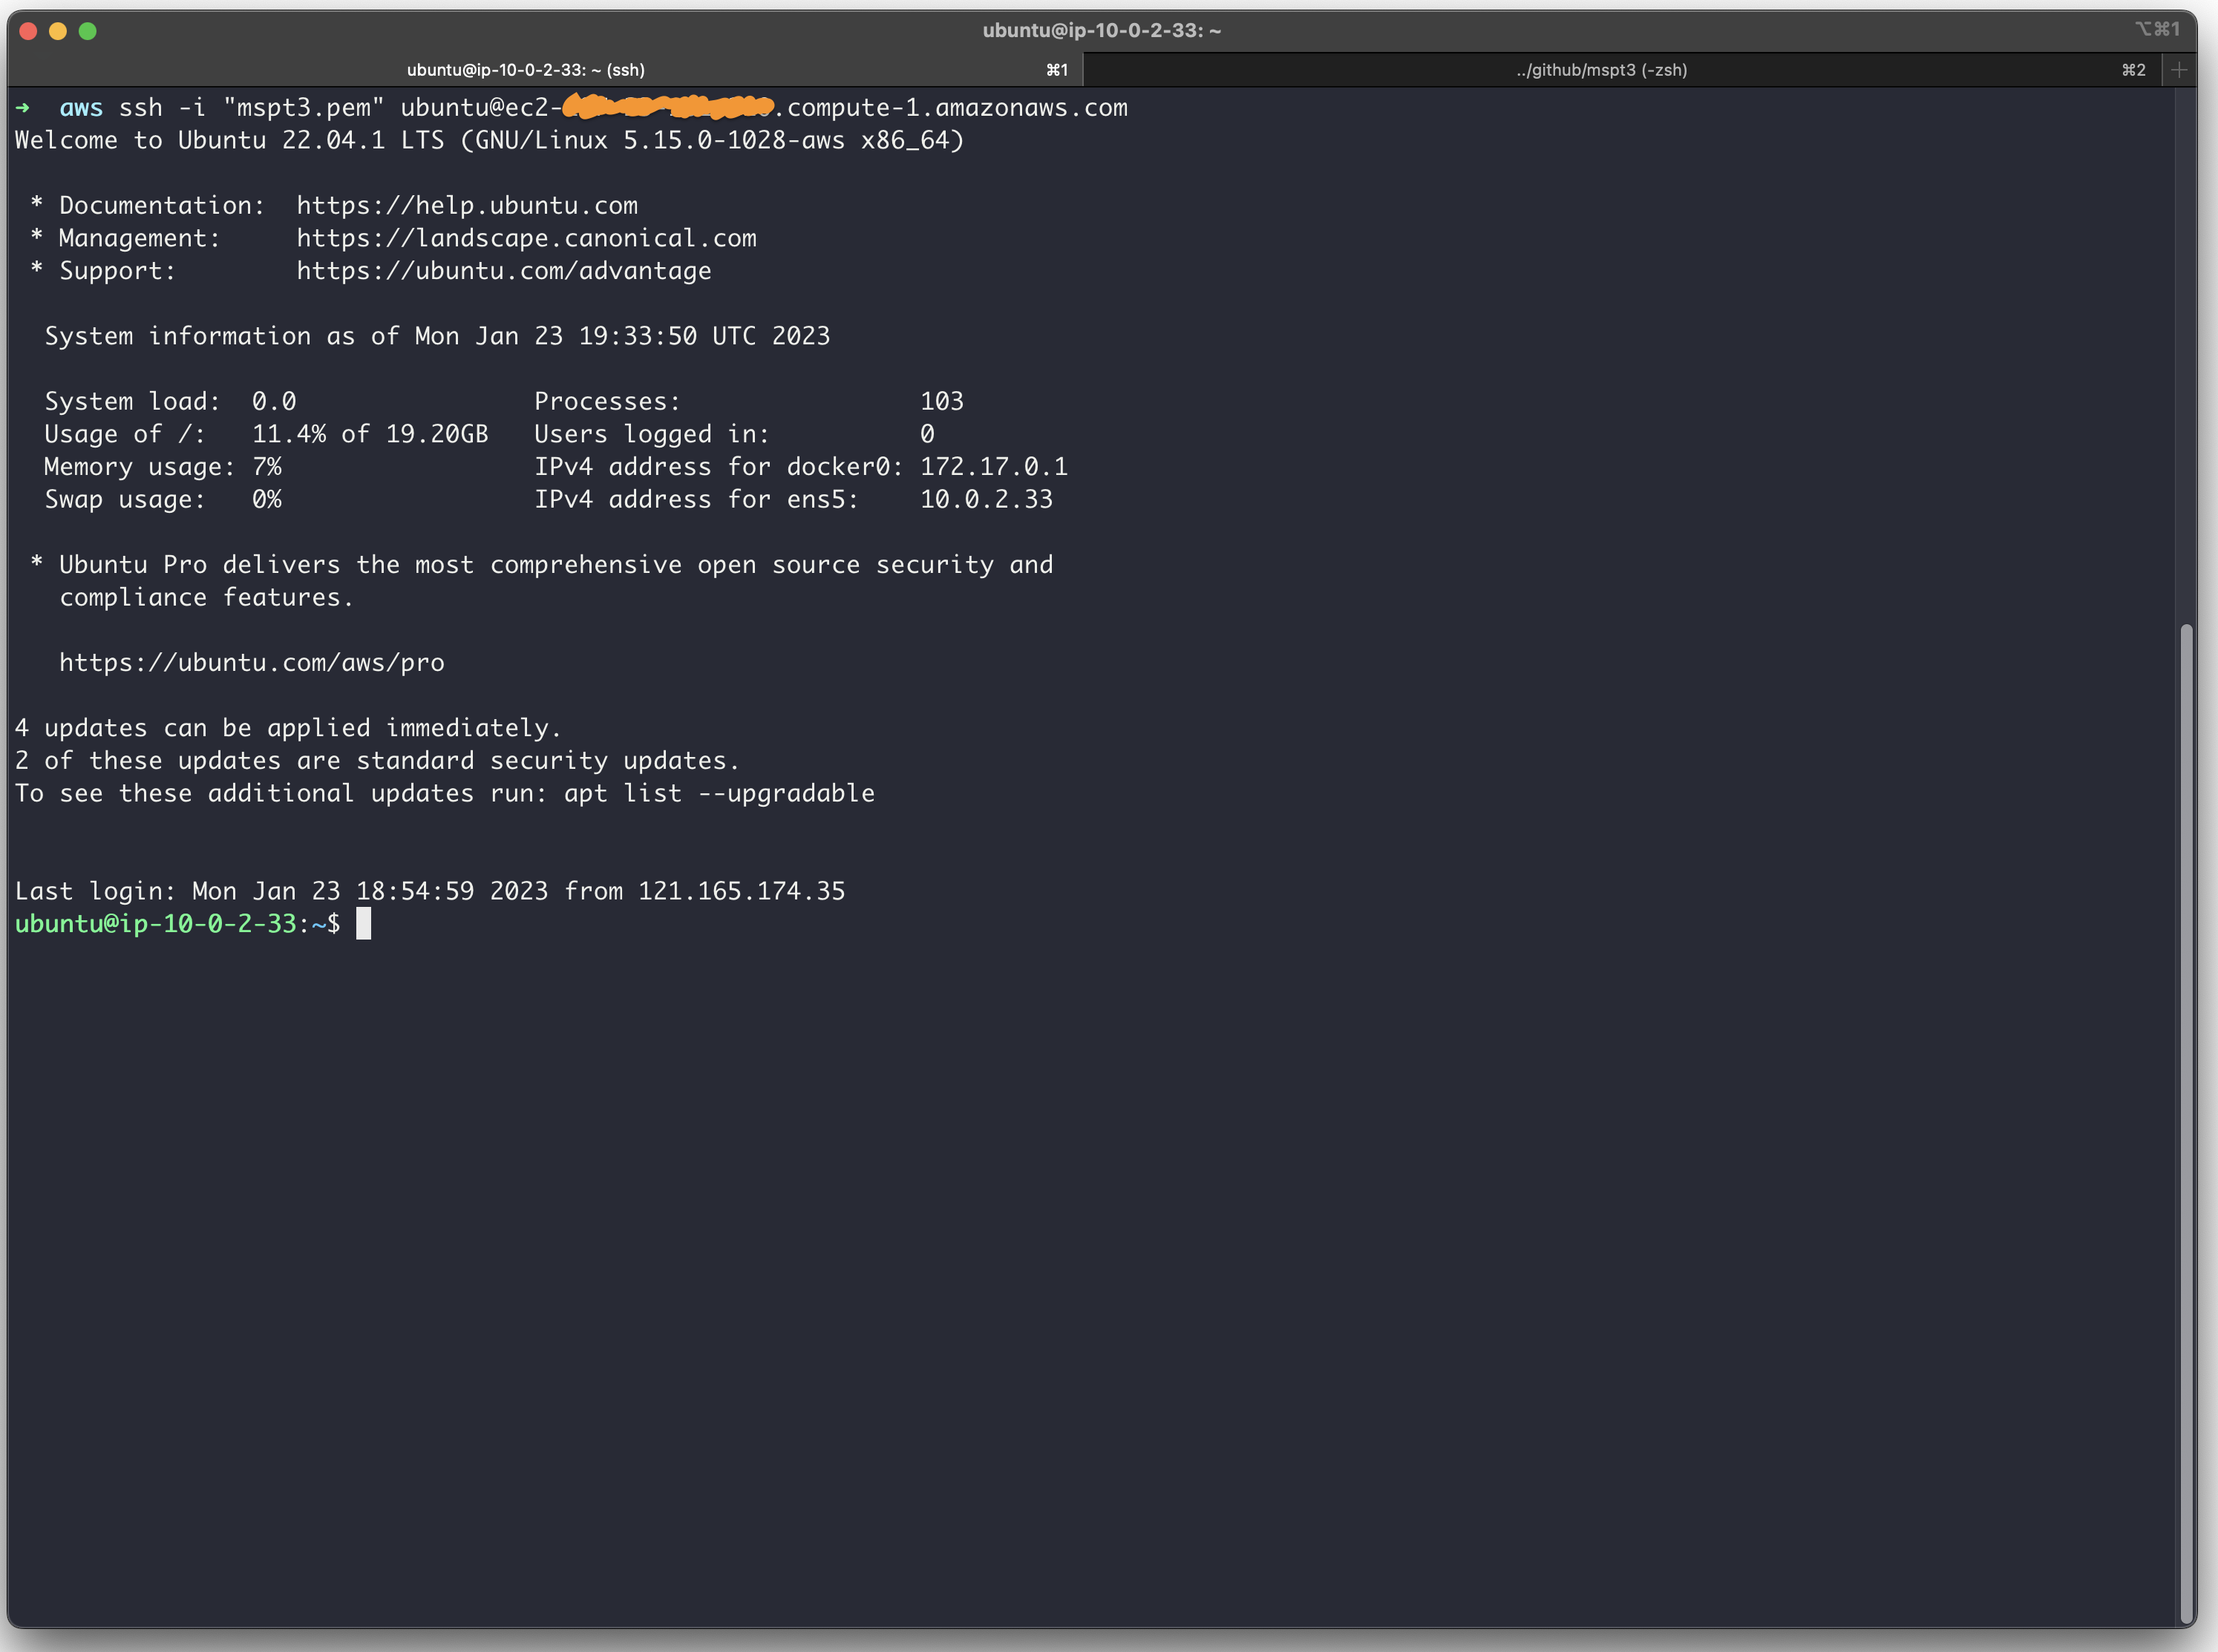 ubuntu@ip-10-0-2-33: ~
⌥⌘1
ubuntu@ip-10-0-2-33: ~ (ssh) ⌘1
../github/mspt3 (-zsh) ⌘2 +
➜  aws ssh -i "mspt3.pem" ubuntu@ec2- .compute-1.amazonaws.com
Welcome to Ubuntu 22.04.1 LTS (GNU/Linux 5.15.0-1028-aws x86_64)
 * Documentation:  https://help.ubuntu.com
 * Management:     https://landscape.canonical.com
 * Support:        https://ubuntu.com/advantage
  System information as of Mon Jan 23 19:33:50 UTC 2023
  System load:  0.0                Processes:                103
  Usage of /:   11.4% of 19.20GB   Users logged in:          0
  Memory usage: 7%                 IPv4 address for docker0: 172.17.0.1
  Swap usage:   0%                 IPv4 address for ens5:    10.0.2.33
 * Ubuntu Pro delivers the most comprehensive open source security and
   compliance features.
   https://ubuntu.com/aws/pro
4 updates can be applied immediately.
2 of these updates are standard security updates.
To see these additional updates run: apt list --upgradable
Last login: Mon Jan 23 18:54:59 2023 from 121.165.174.35
ubuntu@ip-10-0-2-33:~$